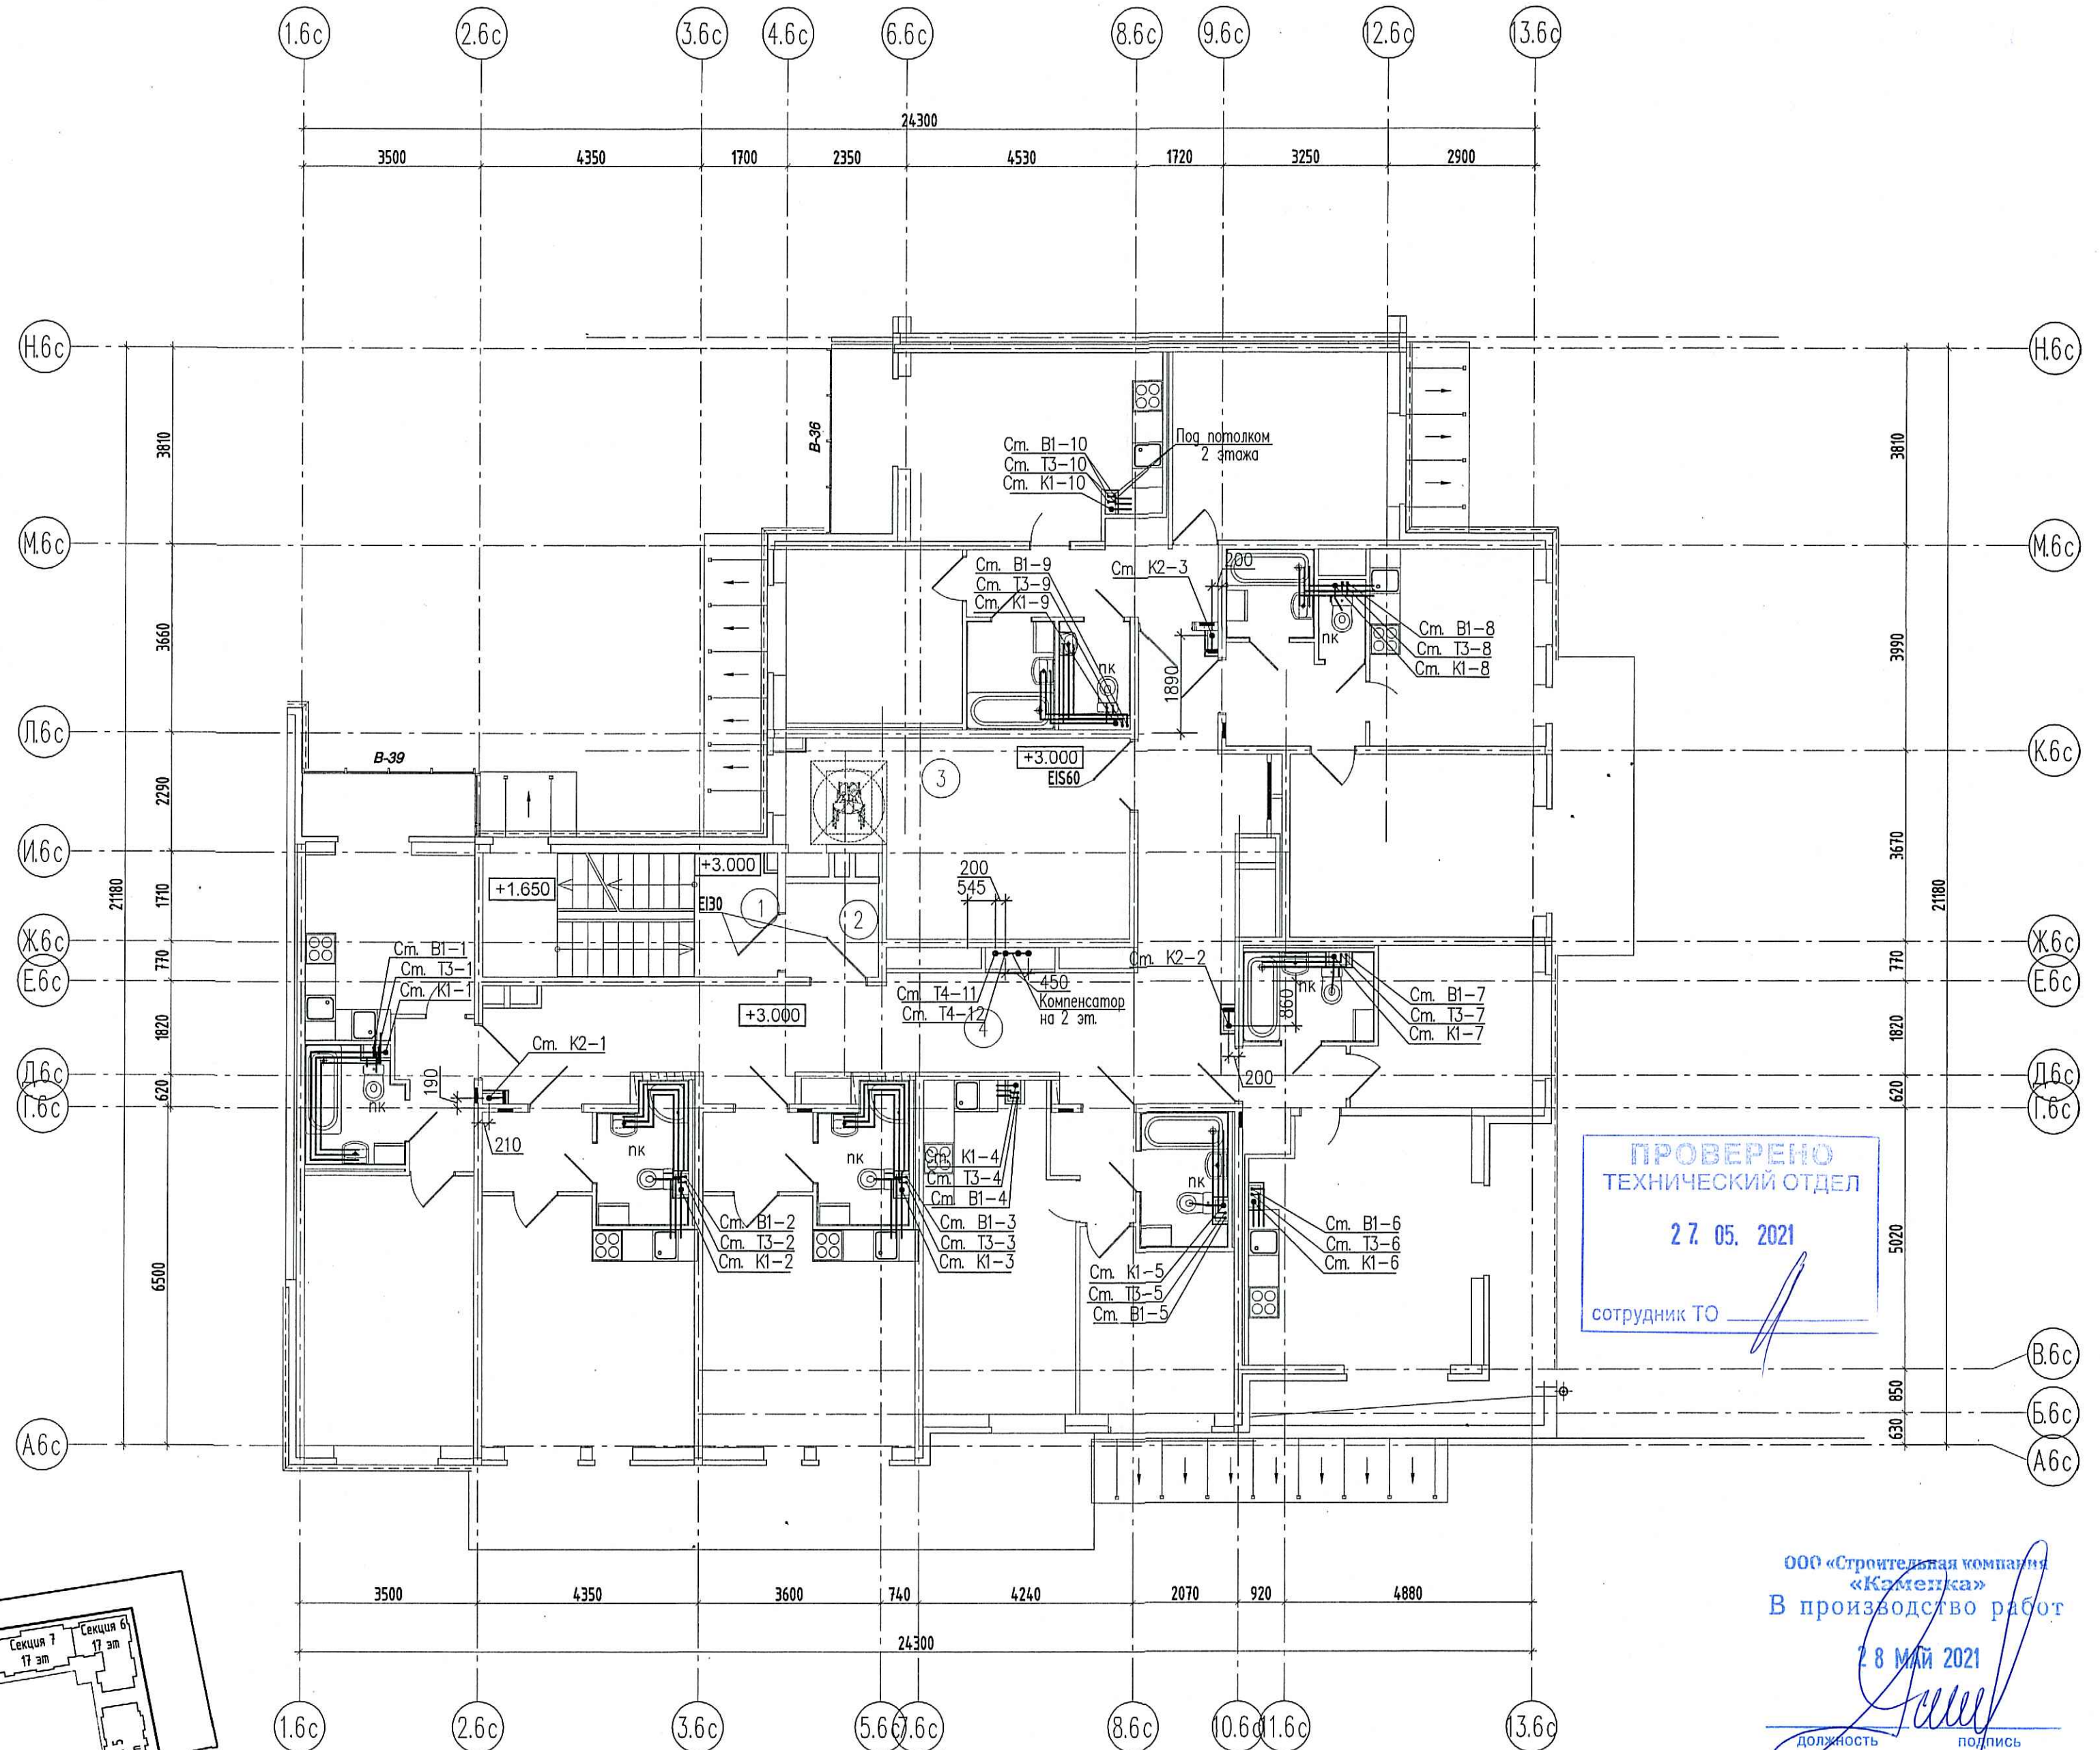 1.6с 2.6с 3.6с 4.6с 6.6с 8.6с 9.6с 12.6с 13.6с
24300
3500 4350 1700 2350 4530 1720 3250 2900
Н.6с Н.6с
3810 В-36 3810
Ст. В1-10 Под потолком
Ст. Т3-10 2 этажа
Ст. К1-10
М.6с М.6с
Ст. В1-9 Ст. К2-3 200
Ст. Т3-9
Ст. К1-9
3660 пк Ст. В1-8 3990
пк Ст. Т3-8
1890 Ст. К1-8
Л.6с К.6с
В-39 3 +3.000
EIS60
2290
И.6с 3670
+1.650 +3.000 200
545
21180 1710 EI30 1 2 21180
Ж.6с Ж.6с
770 Ст. В1-1 Ст. К2-2 770
Е.6с Ст. Т3-1 450 пк Е.6с
Ст. К1-1 Ст. Т4-11 Компенсатор 860 Ст. В1-7
+3.000 Ст. Т4-12 на 2 эт. Ст. Т3-7
1820 4 Ст. К1-7 1820
Ст. К2-1
Д.6с 190 200 Д.6с
620 620
Г.6с пк Г.6с
210 пк пк Ст. К1-4 пк
Ст. Т3-4
Ст. В1-4
Ст. В1-2 Ст. В1-3 Ст. В1-6
Ст. Т3-2 Ст. Т3-3 Ст. Т3-6
Ст. К1-2 Ст. К1-3 Ст. К1-6
6500 Ст. К1-5 5020
Ст. Т3-5
Ст. В1-5
ПРОВЕРЕНО
ТЕХНИЧЕСКИЙ ОТДЕЛ
27. 05. 2021
сотрудник ТО
В.6с
850
Б.6с
630
А.6с А.6с
3500 4350 3600 740 4240 2070 920 4880
24300
1.6с 2.6с 3.6с 5.6с 7.6с 8.6с 10.6с 11.6с 13.6с
Секция 7
17 эт
Секция 6
17 эт
ООО «Строительная компания
«Каменка»
В производство работ
28 МАЙ 2021
должность подпись